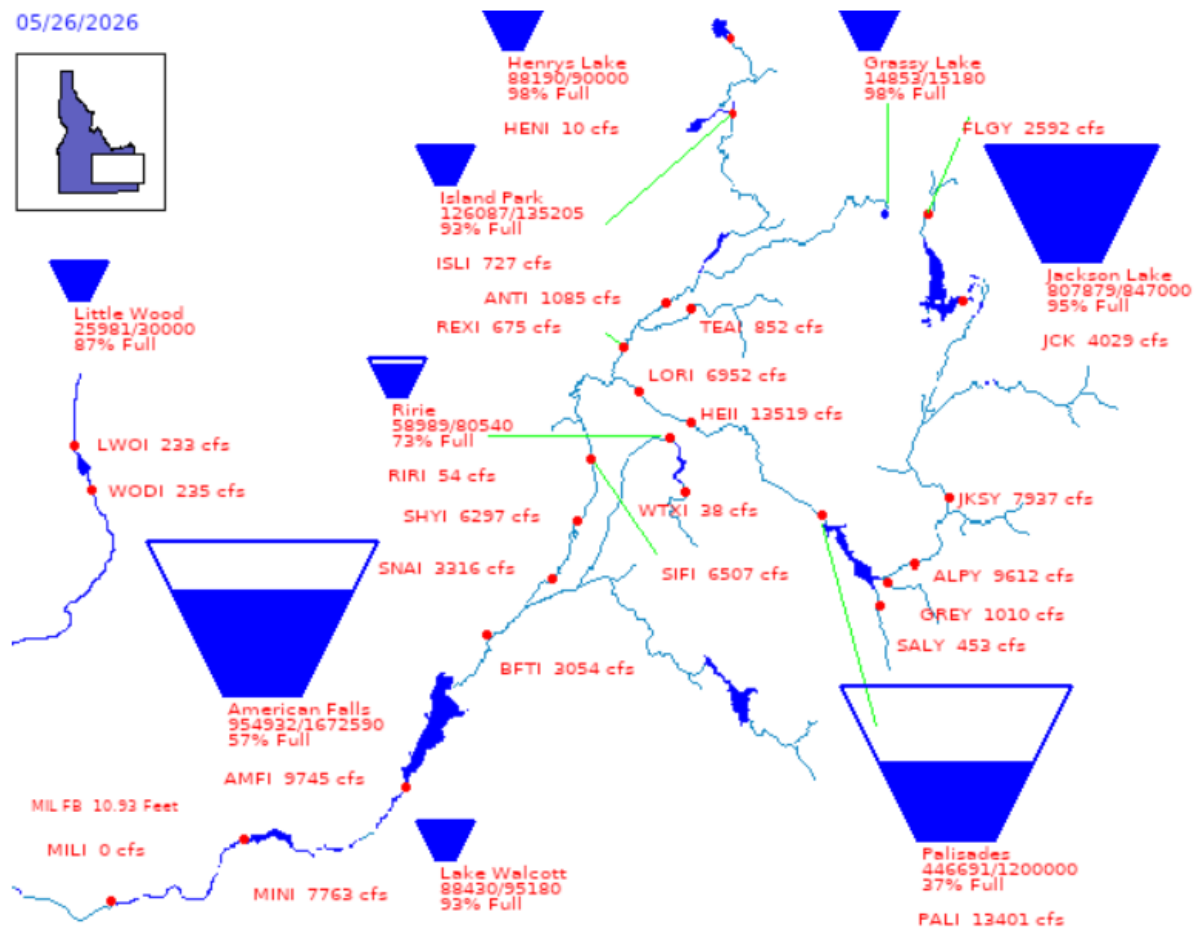 05/26/2026
Henrys Lake
88190/90000
98% Full
HENI 10 cfs
Grassy Lake
14853/15180
98% Full
FLGY 2592 cfs
Island Park
126087/135205
93% Full
ISLI 727 cfs
Jackson Lake
807879/847000
95% Full
JCK 4029 cfs
Little Wood
25981/30000
87% Full
ANTI 1085 cfs
REXI 675 cfs
TEAI 852 cfs
LORI 6952 cfs
Ririe
58989/80540
73% Full
HEII 13519 cfs
LWOI 233 cfs
WODI 235 cfs
RIRI 54 cfs
SHYI 6297 cfs
WTXI 38 cfs
JKSY 7937 cfs
SNAI 3316 cfs
SIFI 6507 cfs
ALPY 9612 cfs
GREY 1010 cfs
SALY 453 cfs
BFTI 3054 cfs
American Falls
954932/1672590
57% Full
AMFI 9745 cfs
MIL FB 10.93 Feet
MILI 0 cfs
MINI 7763 cfs
Lake Walcott
88430/95180
93% Full
Palisades
446691/1200000
37% Full
PALI 13401 cfs